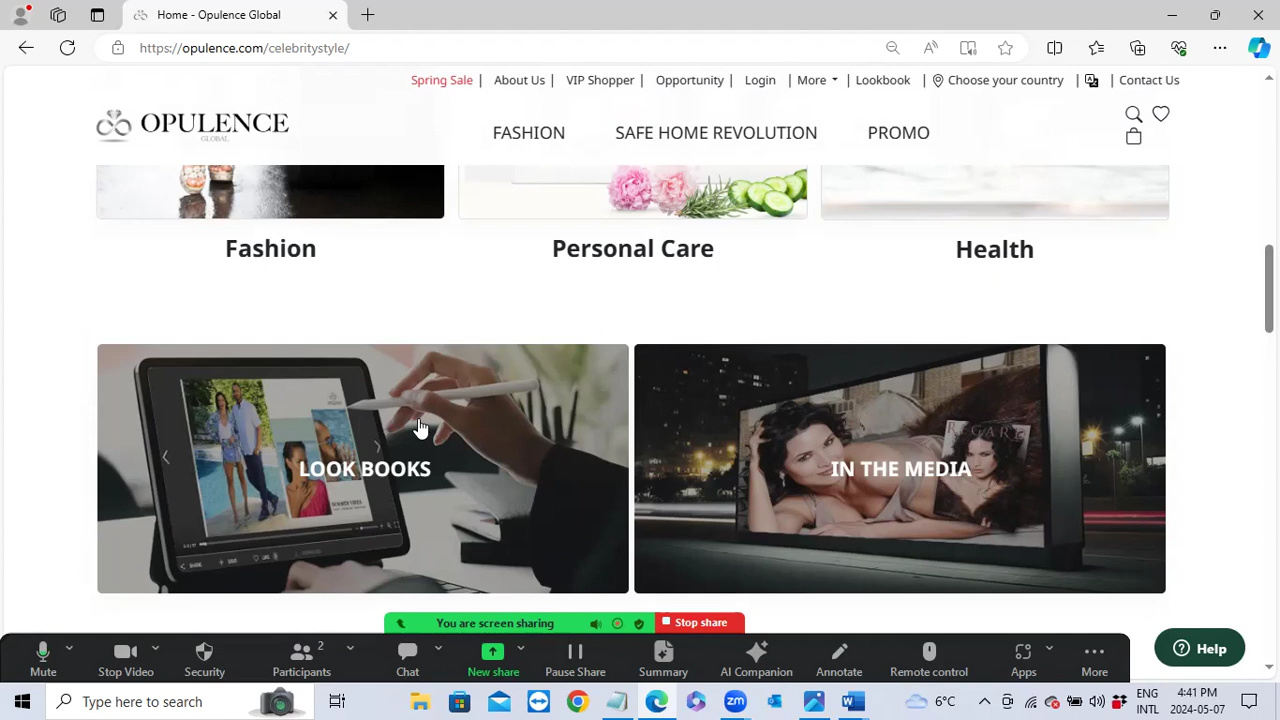 Home - Opulence Global
https://opulence.com/celebritystyle/
Spring Sale | About Us | VIP Shopper | Opportunity | Login | More | Lookbook | Choose your country | | Contact Us
OPULENCE
GLOBAL
FASHION SAFE HOME REVOLUTION PROMO
Fashion Personal Care Health
LOOK BOOKS
IN THE MEDIA
You are screen sharing Stop share
Mute Stop Video Security Participants 2 Chat New share Pause Share Summary AI Companion Annotate Remote control Apps More
Help
Type here to search
6°C
ENG
INTL
4:41 PM
2024-05-07